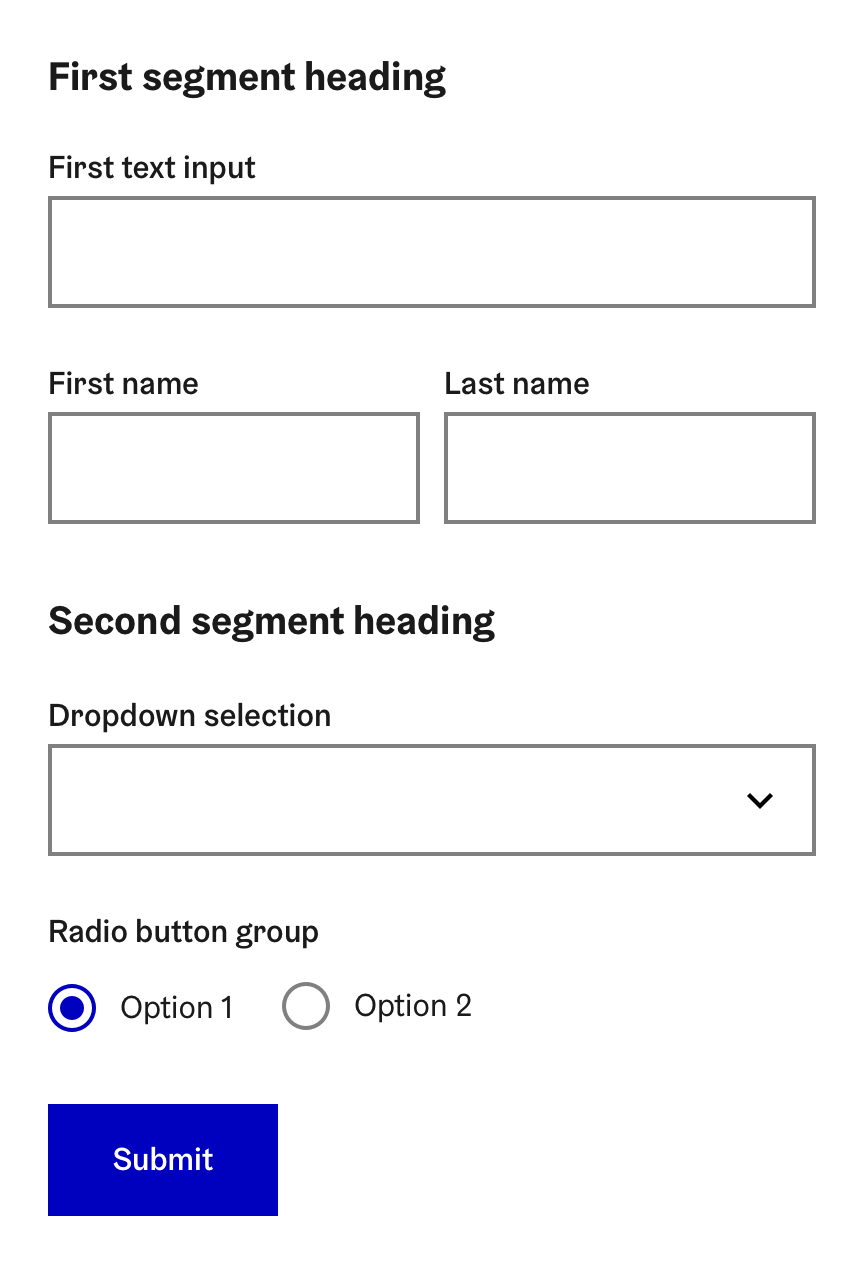 First segment heading
First text input
First name Last name
Second segment heading
Dropdown selection
Radio button group
Option 1 Option 2
Submit